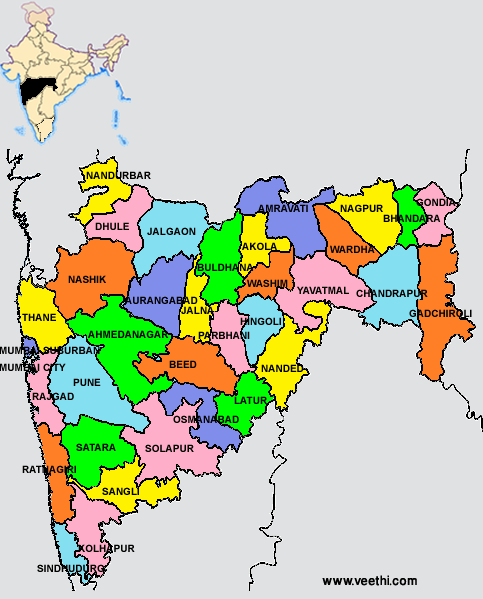 NANDURBAR
DHULE
JALGAON
AMRAVATI
NAGPUR
GONDIA
BHANDARA
AKOLA
WARDHA
BULDHANA
NASHIK
WASHIM
YAVATMAL
CHANDRAPUR
AURANGABAD
JALNA
THANE
GADCHIROLI
HINGOLI
AHMEDANAGAR
PARBHANI
MUMBAI SUBURBAN
MUMBAI CITY
BEED
NANDED
PUNE
RAJGAD
LATUR
OSMANABAD
SATARA
SOLAPUR
RATNAGIRI
SANGLI
KOLHAPUR
SINDHUDURG
www.veethi.com